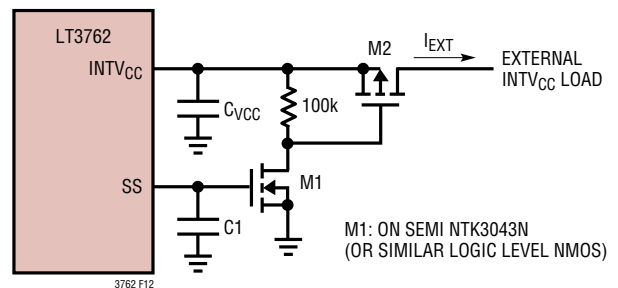 LT3762
M2
IEXT
INTVCC
EXTERNAL
INTVCC LOAD
CVCC
100k
SS
M1
C1
M1: ON SEMI NTK3043N
(OR SIMILAR LOGIC LEVEL NMOS)
3762 F12